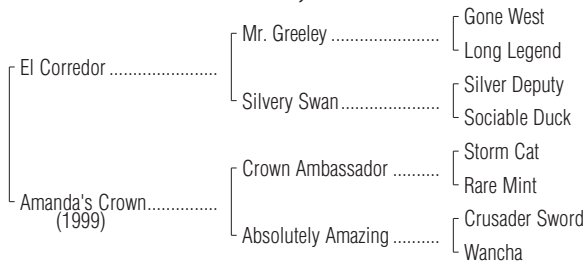 Gone West
Mr. Greeley ......................
Long Legend
El Corredor ......................
Silver Deputy
Silvery Swan ....................
Sociable Duck
Storm Cat
Crown Ambassador ..........
Rare Mint
Amanda's Crown ..............
(1999)
Crusader Sword
Absolutely Amazing ..........
Wancha